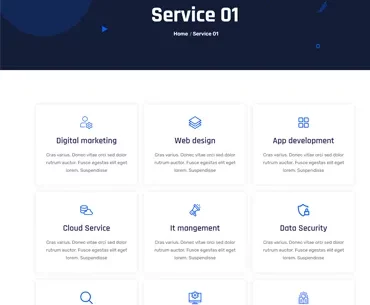 Service 01
Home / Service 01
Digital marketing
Cras varius. Donec vitae orci sed dolor
rutrum auctor. Fusce egestas elit eget
lorem. Suspendisse
Web design
Cras varius. Donec vitae orci sed dolor
rutrum auctor. Fusce egestas elit eget
lorem. Suspendisse
App development
Cras varius. Donec vitae orci sed dolor
rutrum auctor. Fusce egestas elit eget
lorem. Suspendisse
Cloud Service
Cras varius. Donec vitae orci sed dolor
rutrum auctor. Fusce egestas elit eget
lorem. Suspendisse
It mangement
Cras varius. Donec vitae orci sed dolor
rutrum auctor. Fusce egestas elit eget
lorem. Suspendisse
Data Security
Cras varius. Donec vitae orci sed dolor
rutrum auctor. Fusce egestas elit eget
lorem. Suspendisse